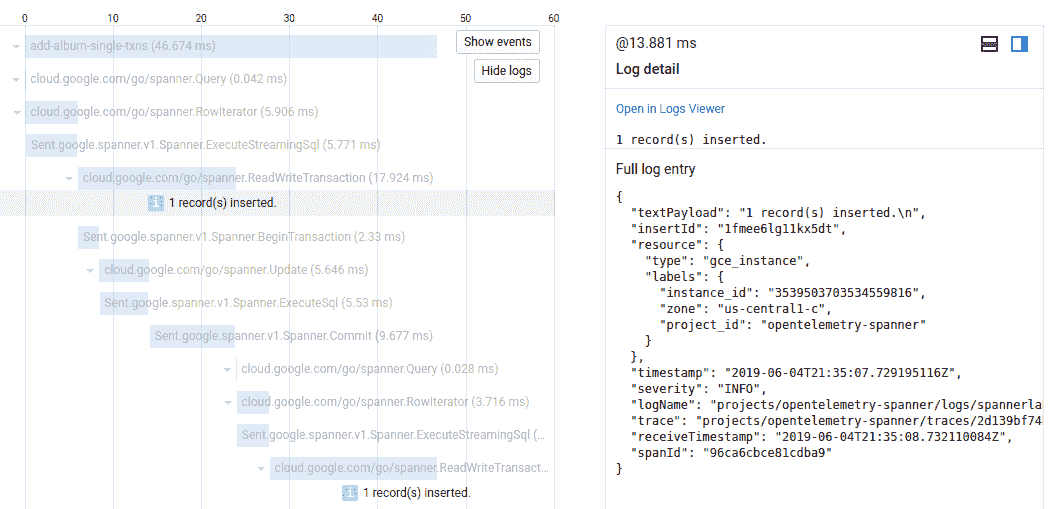 0 10 20 30 40 50 60
add-album-single-txns (46.674 ms)
Show events
cloud.google.com/go/spanner.Query (0.042 ms)
Hide logs
cloud.google.com/go/spanner.RowIterator (5.906 ms)
Sent.google.spanner.v1.Spanner.ExecuteStreamingSql (5.771 ms)
cloud.google.com/go/spanner.ReadWriteTransaction (17.924 ms)
i 1 record(s) inserted.
Sent.google.spanner.v1.Spanner.BeginTransaction (2.33 ms)
cloud.google.com/go/spanner.Update (5.646 ms)
Sent.google.spanner.v1.Spanner.ExecuteSql (5.53 ms)
Sent.google.spanner.v1.Spanner.Commit (9.677 ms)
cloud.google.com/go/spanner.Query (0.028 ms)
cloud.google.com/go/spanner.RowIterator (3.716 ms)
Sent.google.spanner.v1.Spanner.ExecuteStreamingSql (...
cloud.google.com/go/spanner.ReadWriteTransact...
i 1 record(s) inserted.
@13.881 ms
Log detail
Open in Logs Viewer
1 record(s) inserted.
Full log entry
{
"textPayload": "1 record(s) inserted.\n",
"insertId": "1fmee6lg11kx5dt",
"resource": {
"type": "gce_instance",
"labels": {
"instance_id": "3539503703534559816",
"zone": "us-central1-c",
"project_id": "opentelemetry-spanner"
}
},
"timestamp": "2019-06-04T21:35:07.729195116Z",
"severity": "INFO",
"logName": "projects/opentelemetry-spanner/logs/spannerla
"trace": "projects/opentelemetry-spanner/traces/2d139bf74
"receiveTimestamp": "2019-06-04T21:35:08.732110084Z",
"spanId": "96ca6cbce81cdba9"
}